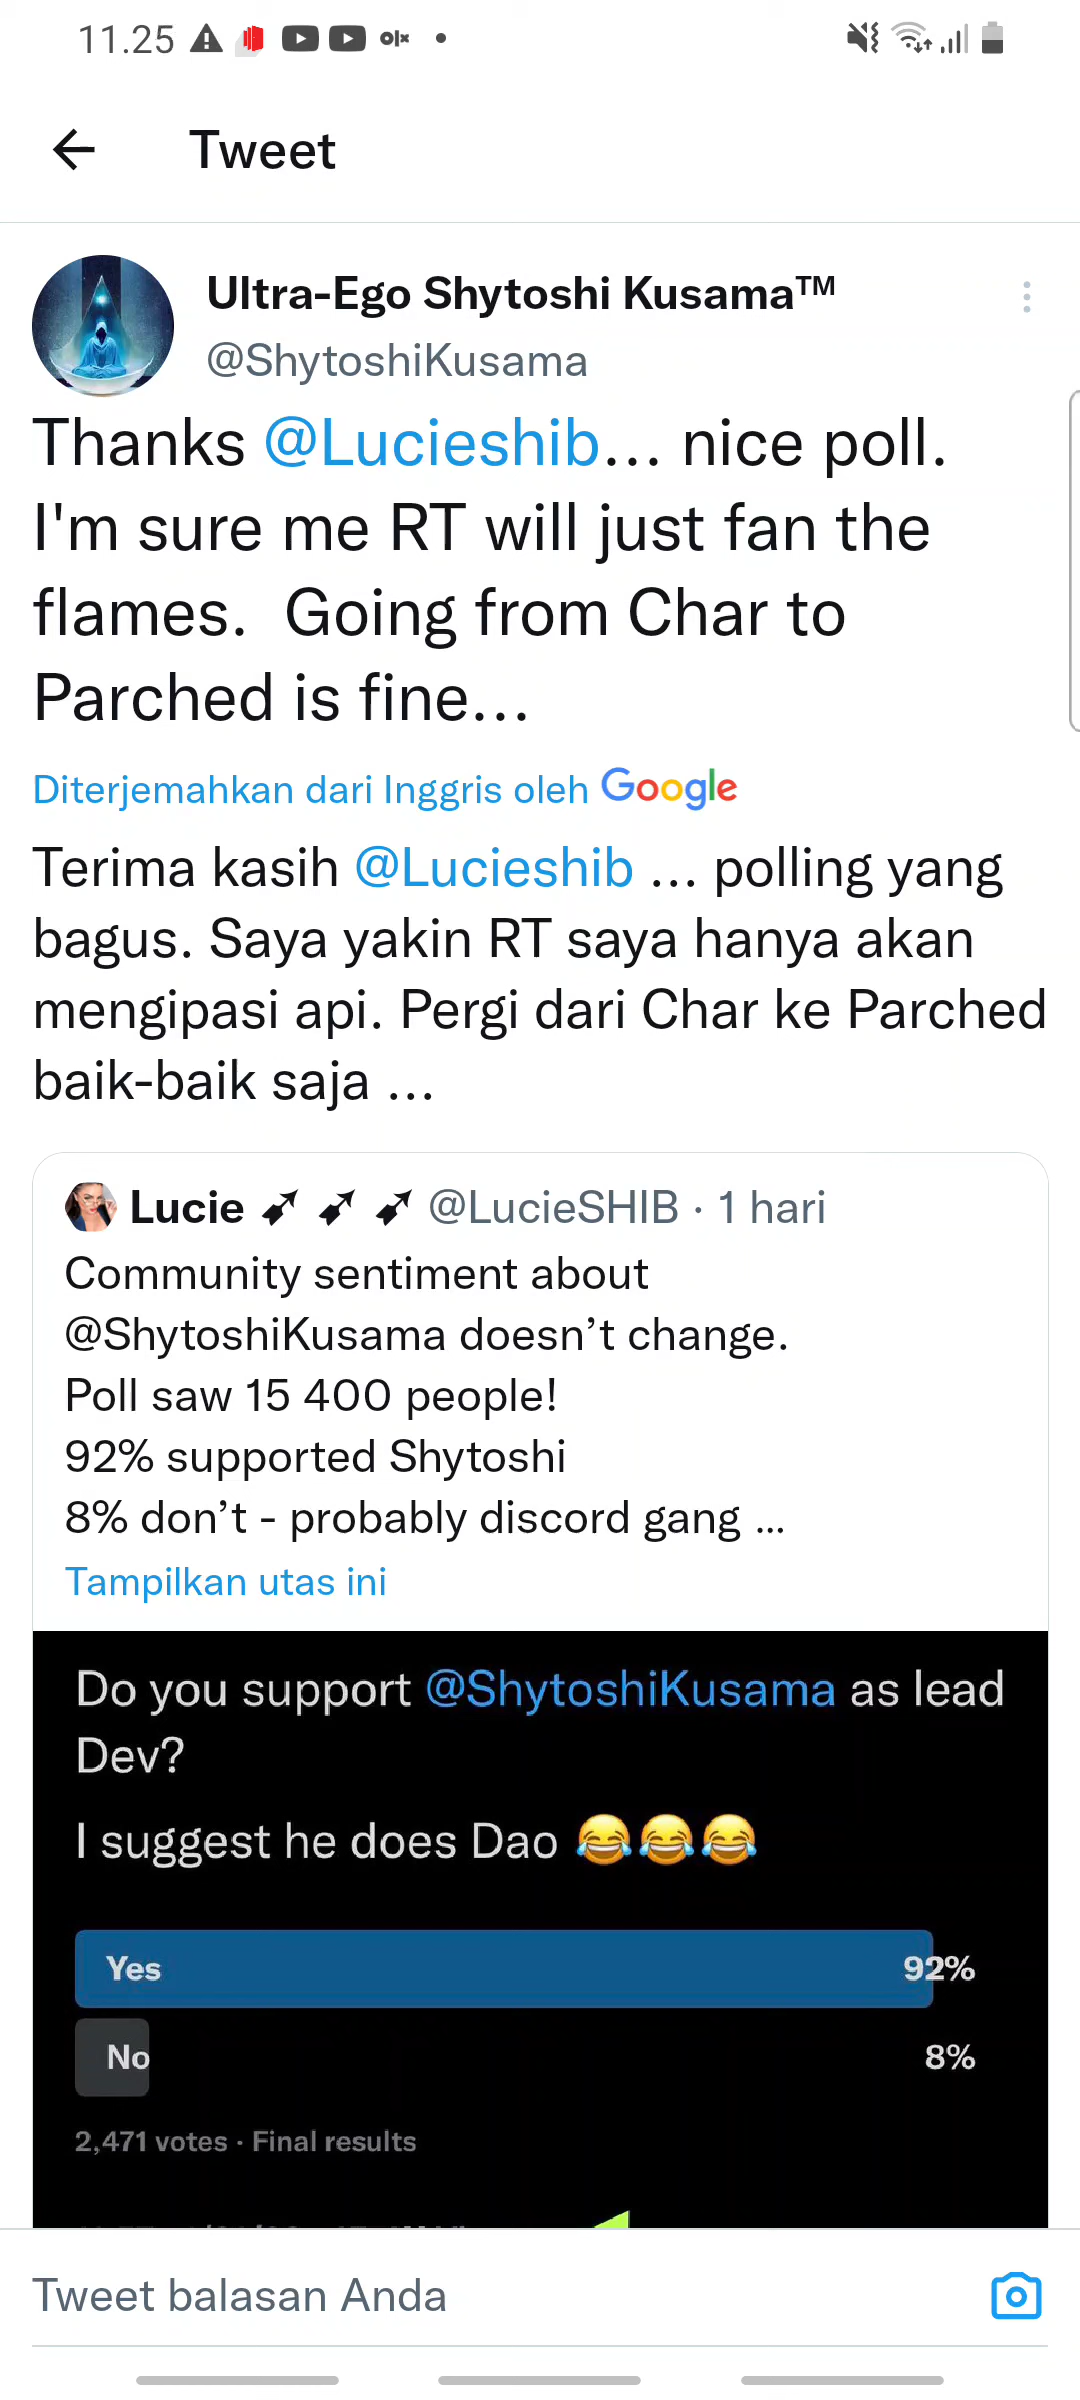 11.25
olx
Tweet
Ultra-Ego Shytoshi Kusama™
@ShytoshiKusama
Thanks @Lucieshib... nice poll.
I'm sure me RT will just fan the
flames.  Going from Char to
Parched is fine...
Diterjemahkan dari Inggris oleh Google
Terima kasih @Lucieshib ... polling yang
bagus. Saya yakin RT saya hanya akan
mengipasi api. Pergi dari Char ke Parched
baik-baik saja ...
Lucie @LucieSHIB · 1 hari
Community sentiment about
@ShytoshiKusama doesn’t change.
Poll saw 15 400 people!
92% supported Shytoshi
8% don’t - probably discord gang ...
Tampilkan utas ini
Do you support @ShytoshiKusama as lead
Dev?
I suggest he does Dao 😂😂😂
Yes 92%
No 8%
2,471 votes · Final results
Tweet balasan Anda